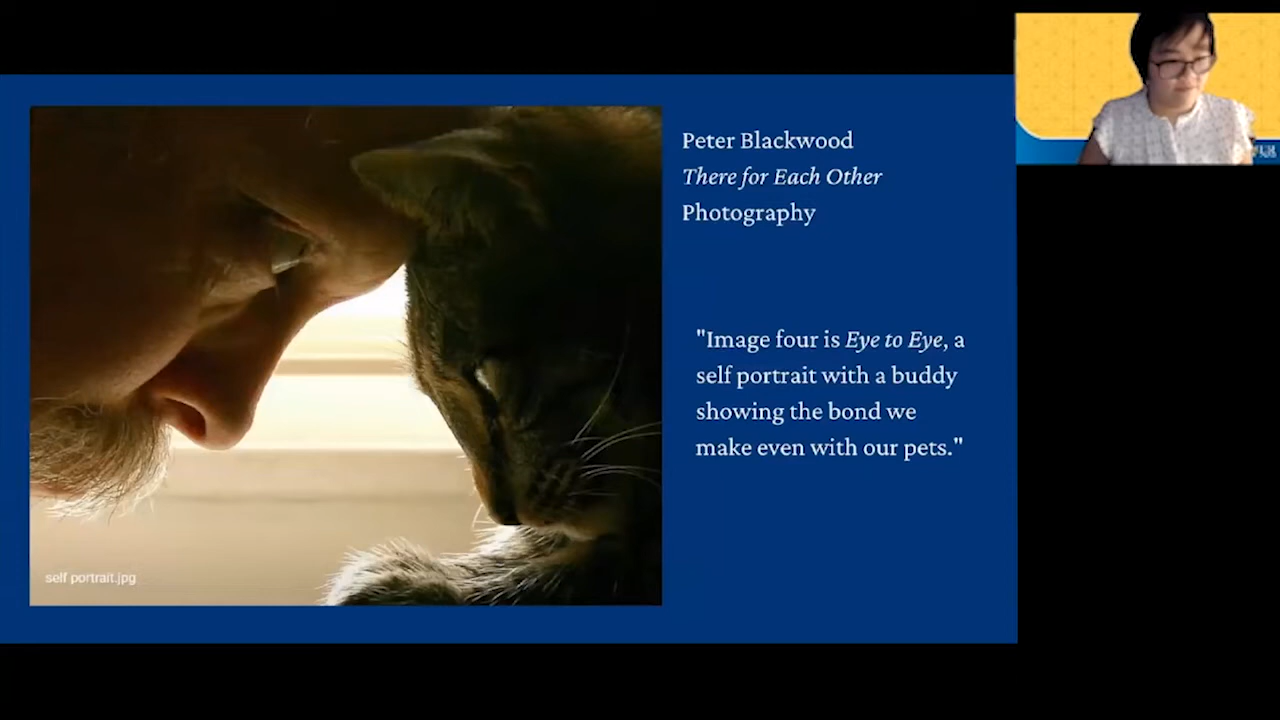 Peter Blackwood
There for Each Other
Photography
"Image four is Eye to Eye, a
self portrait with a buddy
showing the bond we
make even with our pets."
self portrait.jpg